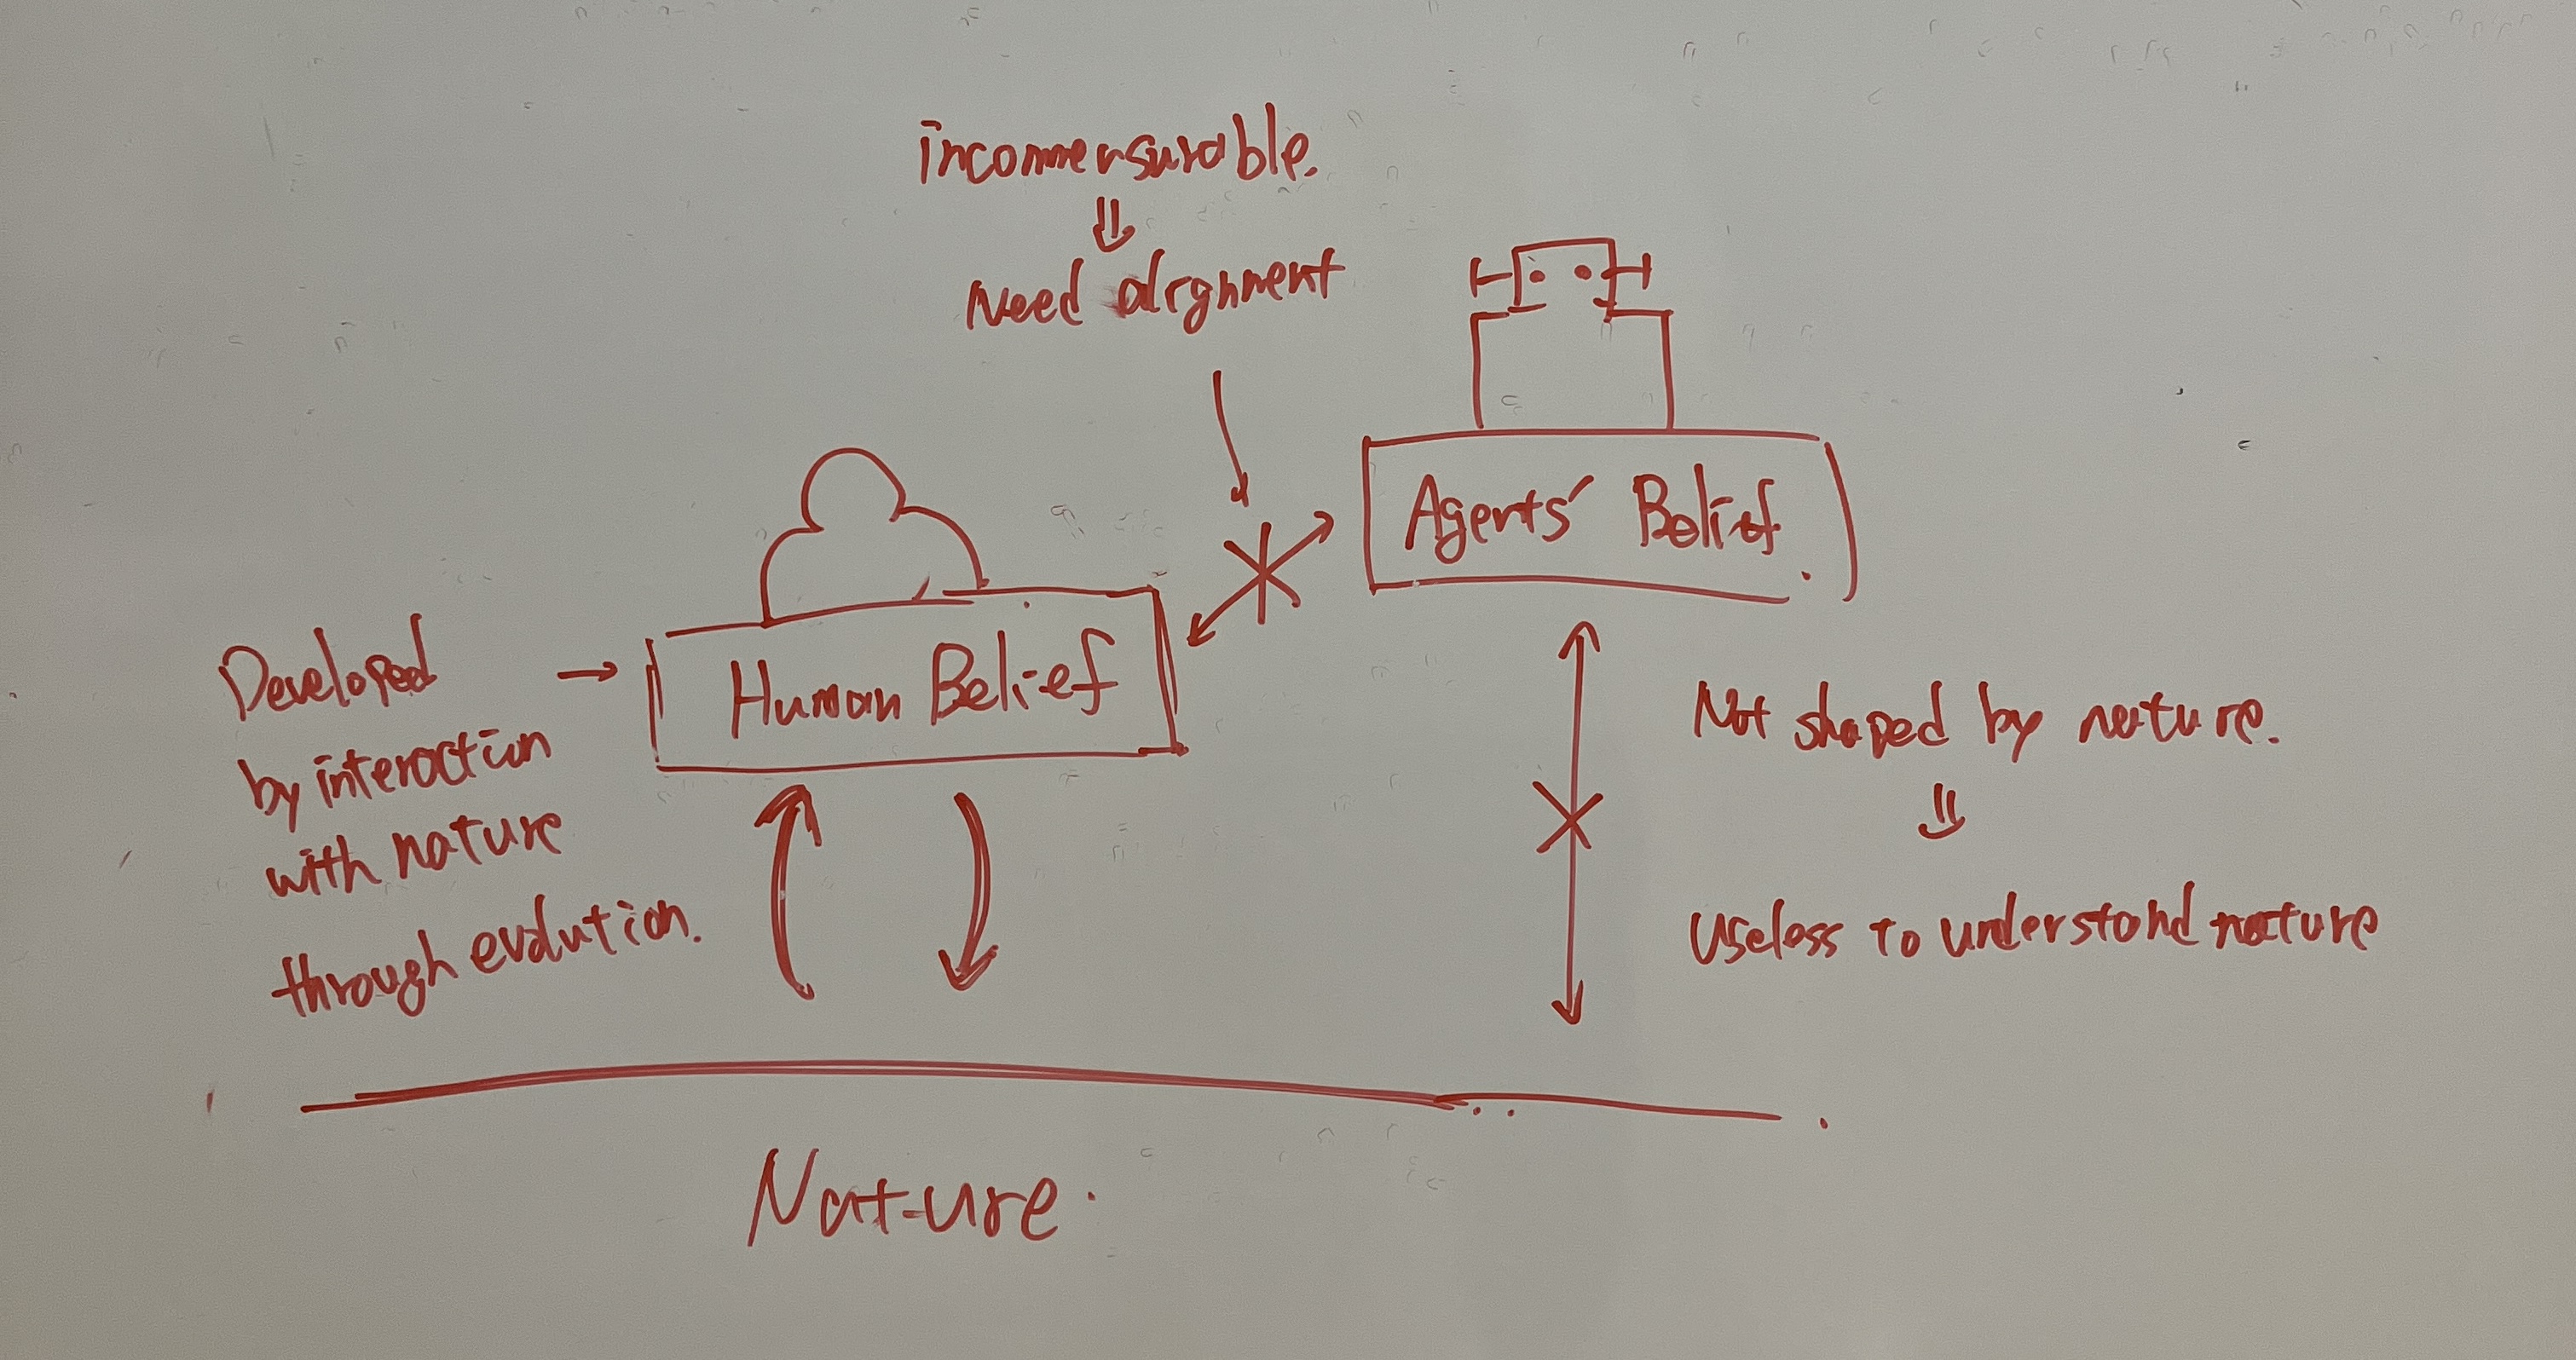 incommensurable.
⇓
Need alignment
Agents' Belief.
Human Belief
Developed
by interaction
with nature
through evolution.
Not shaped by nature.
⇓
Useless to understand nature
Nature.